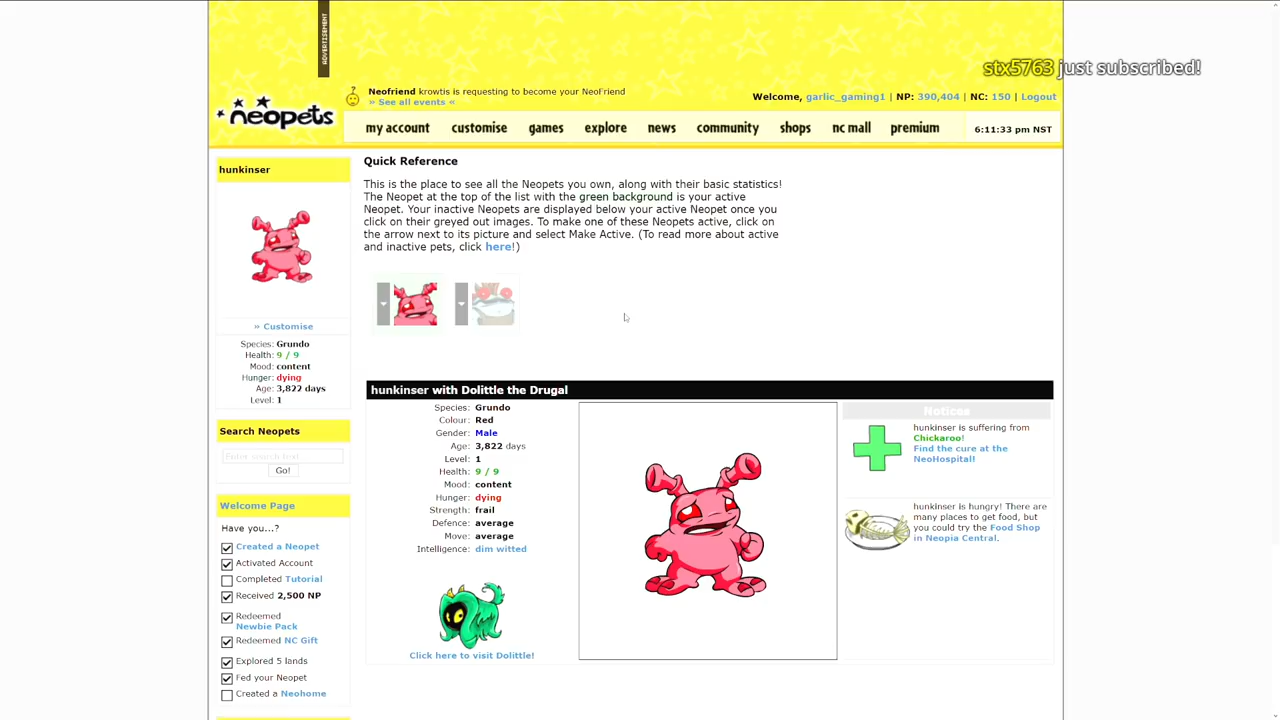 ADVERTISEMENT
stx5763 just subscribed!
Neofriend krowtis is requesting to become your NeoFriend
» See all events «
Welcome, garlic_gaming1 | NP: 390,404 | NC: 150 | Logout
neopets
my account customise games explore news community shops nc mall premium 6:11:33 pm NST
hunkinser
» Customise
Species: Grundo
Health: 9 / 9
Mood: content
Hunger: dying
Age: 3,822 days
Level: 1
Search Neopets
Enter search text
Go!
Welcome Page
Have you...?
Created a Neopet
Activated Account
Completed Tutorial
Received 2,500 NP
Redeemed
Newbie Pack
Redeemed NC Gift
Explored 5 lands
Fed your Neopet
Created a Neohome
Quick Reference
This is the place to see all the Neopets you own, along with their basic statistics!
The Neopet at the top of the list with the green background is your active
Neopet. Your inactive Neopets are displayed below your active Neopet once you
click on their greyed out images. To make one of these Neopets active, click on
the arrow next to its picture and select Make Active. (To read more about active
and inactive pets, click here!)
hunkinser with Dolittle the Drugal
Species: Grundo
Colour: Red
Gender: Male
Age: 3,822 days
Level: 1
Health: 9 / 9
Mood: content
Hunger: dying
Strength: frail
Defence: average
Move: average
Intelligence: dim witted
Click here to visit Dolittle!
Notices
hunkinser is suffering from
Chickaroo!
Find the cure at the
NeoHospital!
hunkinser is hungry! There are
many places to get food, but
you could try the Food Shop
in Neopia Central.